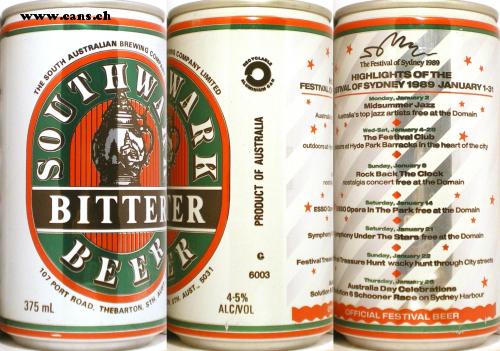 www.cans.ch
THE SOUTH AUSTRALIAN BREWING COM
SOUTHW
BITTER
BEER
107 PORT ROAD, THEBARTON, STH. A
375 mL
NG COMPANY LIMITED
WARK
ER
STH AUST., 5031
RECYCLABLE
ALUMINIUM CAN
PRODUCT OF AUSTRALIA
G
6003
4·5%
ALC/VOL
The Festival of Sydney 1989
HIGHLIGHTS OF THE
FESTIVAL OF SYDNEY 1989 JANUARY 1-31
Monday, January 2
Midsummer Jazz
Australia's top jazz artists free at the Domain
Wed-Sat, January 4-28
The Festival Club
outdoors at Hyde Park Barracks in the heart of the city
Sunday, January 8
Rock Back The Clock
nostalgia concert free at the Domain
Saturday, January 14
ESSO Opera In The Park free at the Domain
Saturday, January 21
Symphony Under The Stars free at the Domain
Sunday, January 22
Treasure Hunt wacky hunt through City streets
Thursday, January 26
Australia Day Celebrations
& Schooner Race on Sydney Harbour
OFFICIAL FESTIVAL BEER